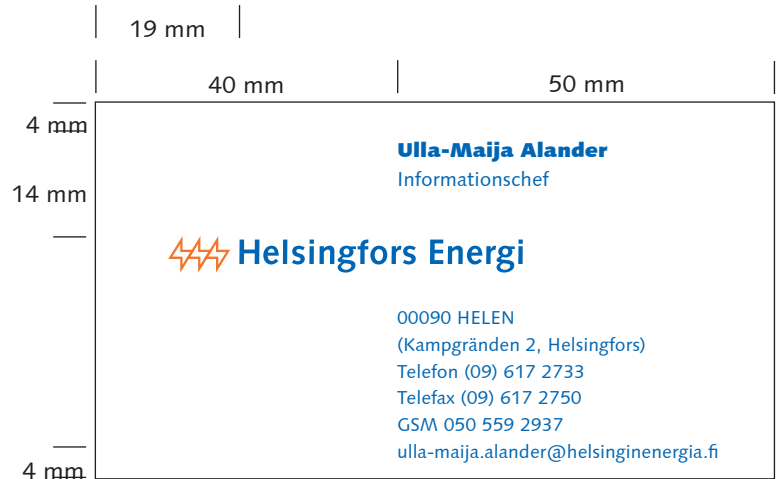 19 mm
40 mm 50 mm
4 mm
Ulla-Maija Alander
Informationschef
14 mm
Helsingfors Energi
00090 HELEN
(Kampgränden 2, Helsingfors)
Telefon (09) 617 2733
Telefax (09) 617 2750
GSM 050 559 2937
ulla-maija.alander@helsinginenergia.fi
4 mm